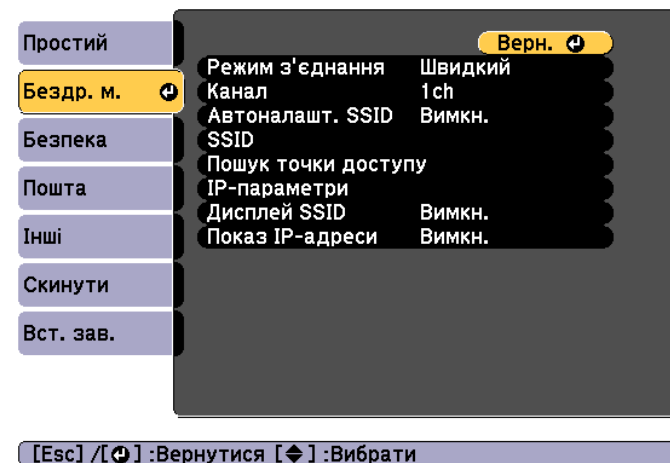 Простий
Бездр. м.
Безпека
Пошта
Інші
Скинути
Вст. зав.
Верн.
Режим з'єднання Швидкий
Канал 1ch
Автоналашт. SSID Вимкн.
SSID
Пошук точки доступу
IP-параметри
Дисплей SSID Вимкн.
Показ IP-адреси Вимкн.
[Esc] /[ ] :Вернутися [ ] :Вибрати